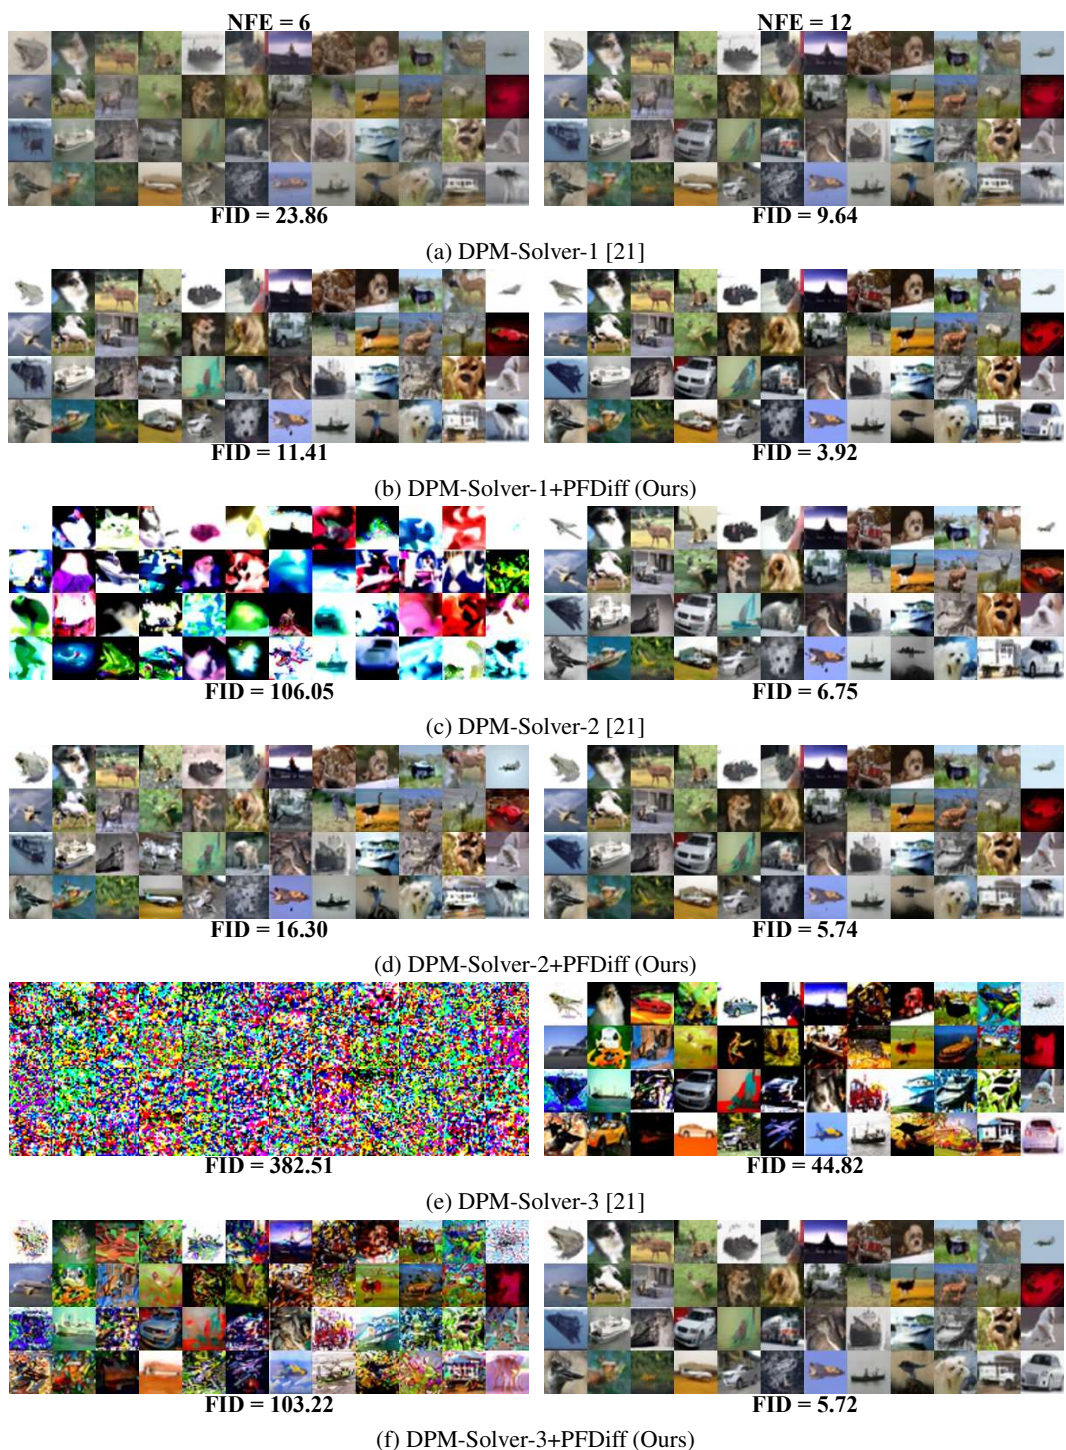 NFE = 6
NFE = 12
FID = 23.86
FID = 9.64
(a) DPM-Solver-1 [21]
FID = 11.41
FID = 3.92
(b) DPM-Solver-1+PFDiff (Ours)
FID = 106.05
FID = 6.75
(c) DPM-Solver-2 [21]
FID = 16.30
FID = 5.74
(d) DPM-Solver-2+PFDiff (Ours)
FID = 382.51
FID = 44.82
(e) DPM-Solver-3 [21]
FID = 103.22
FID = 5.72
(f) DPM-Solver-3+PFDiff (Ours)